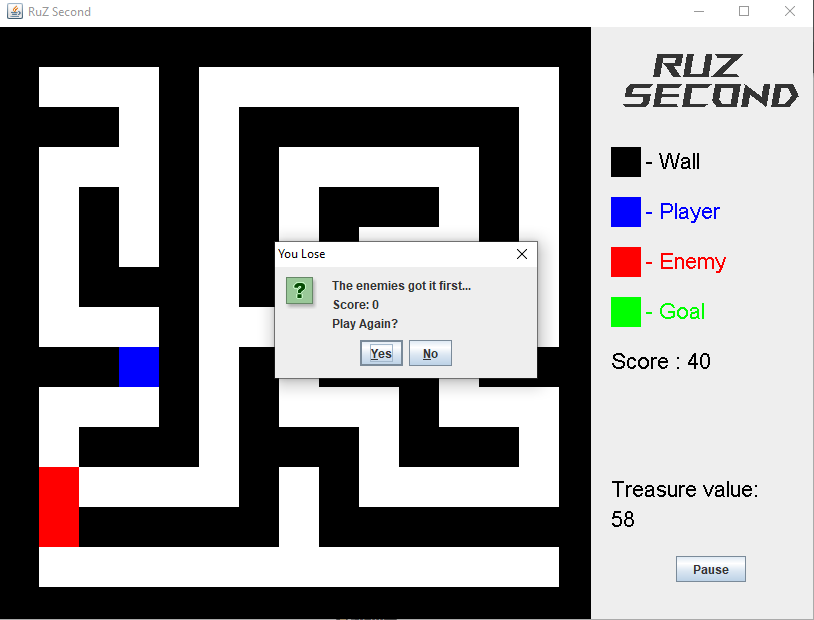 RuZ Second
RUZ
SECOND
- Wall
- Player
- Enemy
- Goal
Score : 40
Treasure value:
58
Pause
You Lose
The enemies got it first...
Score: 0
Play Again?
Yes No